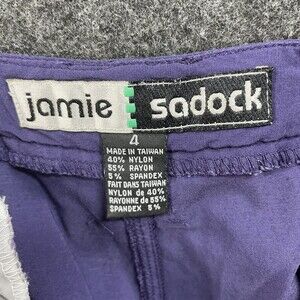 jamie sadock
4
MADE IN TAIWAN
40% NYLON
55% RAYON
5% SPANDEX
FAIT DANS TAIWAN
NYLON de 40%
RAYONNE de 55%
SPANDEX 5%